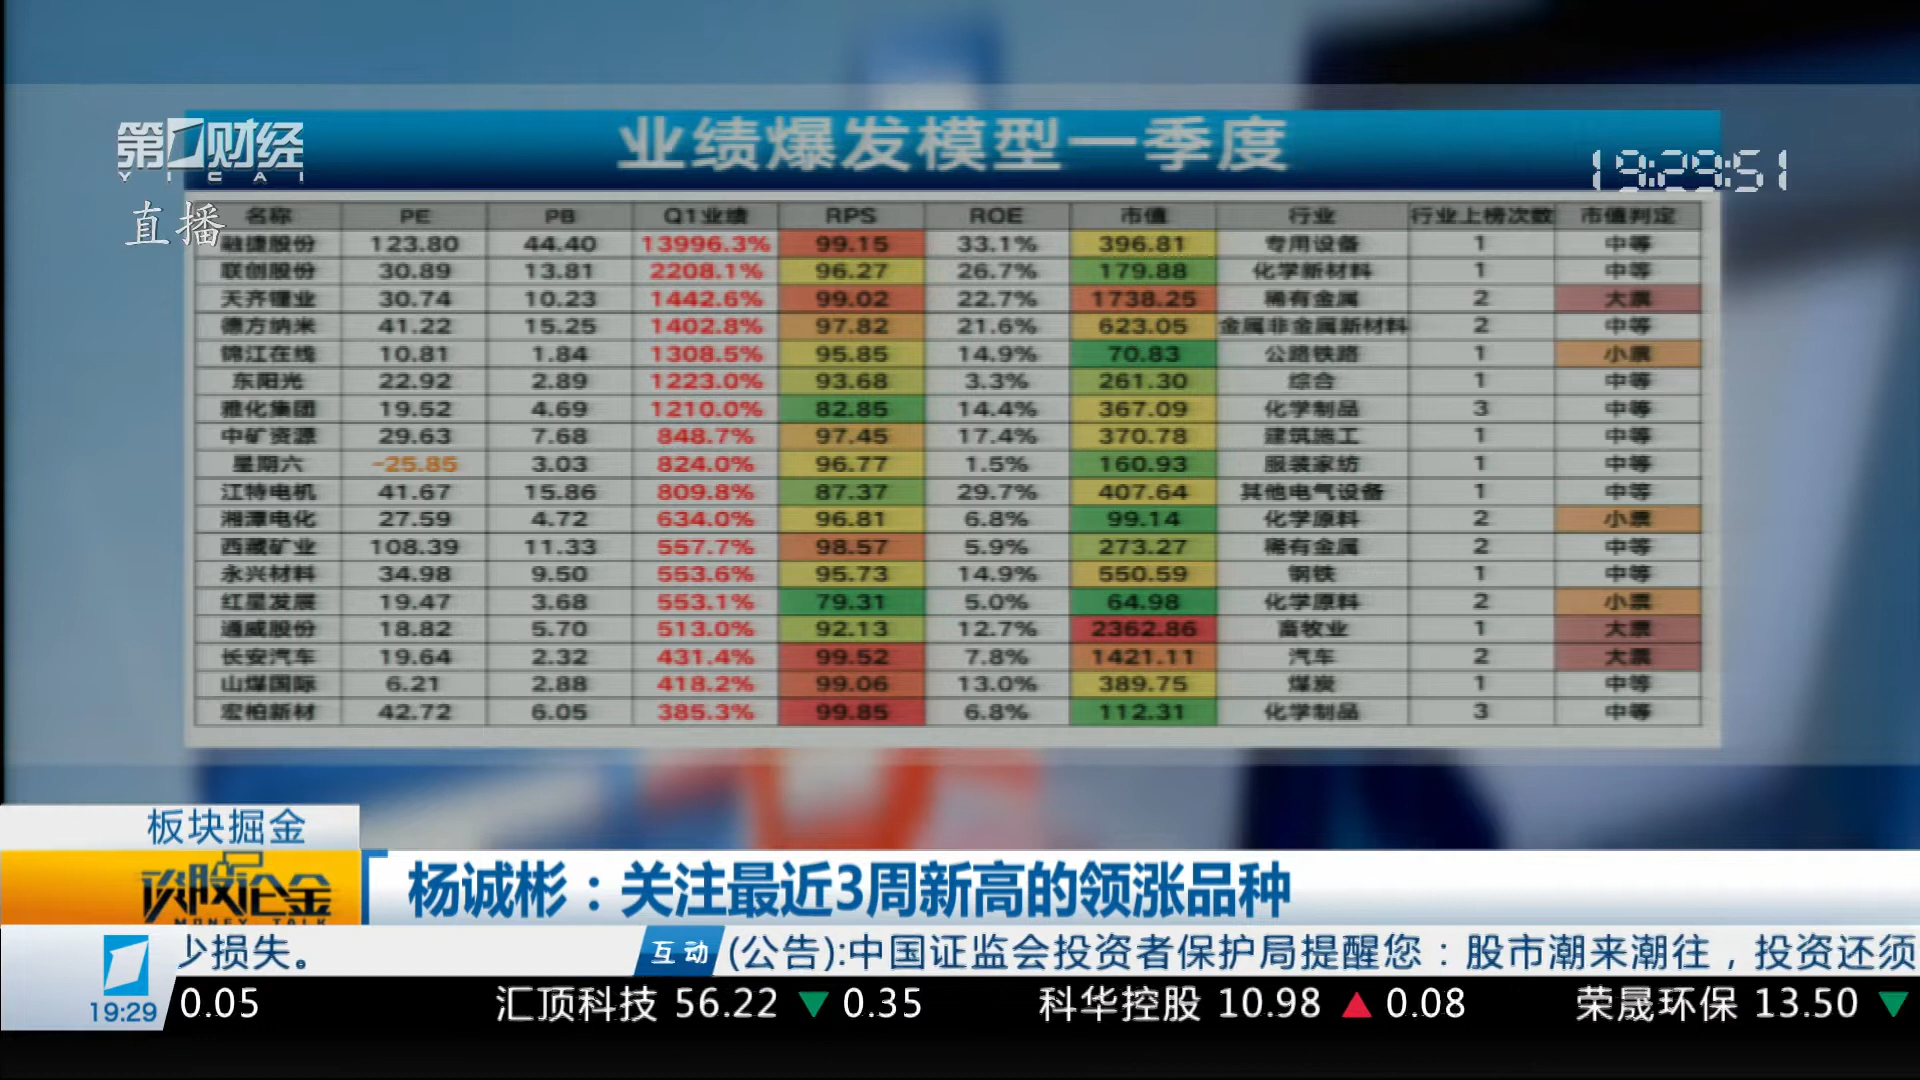 第一财经
YICAI
直播
业绩爆发模型一季度
19:29:51
名称 PE PB Q1业绩 RPS ROE 市值 行业 行业上榜次数 市值判定
融捷股份 123.80 44.40 13996.3% 99.15 33.1% 396.81 专用设备 1 中等
联创股份 30.89 13.81 2208.1% 96.27 26.7% 179.88 化学新材料 1 中等
天齐锂业 30.74 10.23 1442.6% 99.02 22.7% 1738.25 稀有金属 2 大票
德方纳米 41.22 15.25 1402.8% 97.82 21.6% 623.05 金属非金属新材料 2 中等
锦江在线 10.81 1.84 1308.5% 95.85 14.9% 70.83 公路铁路 1 小票
东阳光 22.92 2.89 1223.0% 93.68 3.3% 261.30 综合 1 中等
雅化集团 19.52 4.69 1210.0% 82.85 14.4% 367.09 化学制品 3 中等
中矿资源 29.63 7.68 848.7% 97.45 17.4% 370.78 建筑施工 1 中等
星期六 -25.85 3.03 824.0% 96.77 1.5% 160.93 服装家纺 1 中等
江特电机 41.67 15.86 809.8% 87.37 29.7% 407.64 其他电气设备 1 中等
湘潭电化 27.59 4.72 634.0% 96.81 6.8% 99.14 化学原料 2 小票
西藏矿业 108.39 11.33 557.7% 98.57 5.9% 273.27 稀有金属 2 中等
永兴材料 34.98 9.50 553.6% 95.73 14.9% 550.59 钢铁 1 中等
红星发展 19.47 3.68 553.1% 79.31 5.0% 64.98 化学原料 2 小票
通威股份 18.82 5.70 513.0% 92.13 12.7% 2362.86 畜牧业 1 大票
长安汽车 19.64 2.32 431.4% 99.52 7.8% 1421.11 汽车 2 大票
山煤国际 6.21 2.88 418.2% 99.06 13.0% 389.75 煤炭 1 中等
宏柏新材 42.72 6.05 385.3% 99.85 6.8% 112.31 化学制品 3 中等
板块掘金
谈股论金
MONEY TALK
杨诚彬：关注最近3周新高的领涨品种
少损失。 互动 (公告):中国证监会投资者保护局提醒您：股市潮来潮往，投资还须
19:29 0.05 汇顶科技 56.22 ▼ 0.35 科华控股 10.98 ▲ 0.08 荣晟环保 13.50 ▼